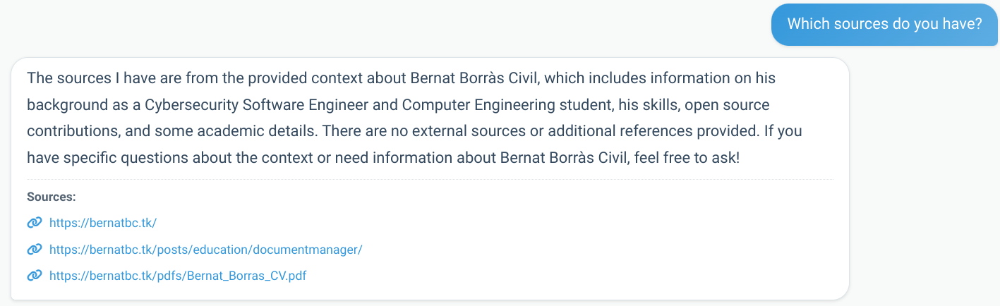 Which sources do you have?
The sources I have are from the provided context about Bernat Borràs Civil, which includes information on his
background as a Cybersecurity Software Engineer and Computer Engineering student, his skills, open source
contributions, and some academic details. There are no external sources or additional references provided. If you
have specific questions about the context or need information about Bernat Borràs Civil, feel free to ask!
Sources:
https://bernatbc.tk/
https://bernatbc.tk/posts/education/documentmanager/
https://bernatbc.tk/pdfs/Bernat_Borras_CV.pdf